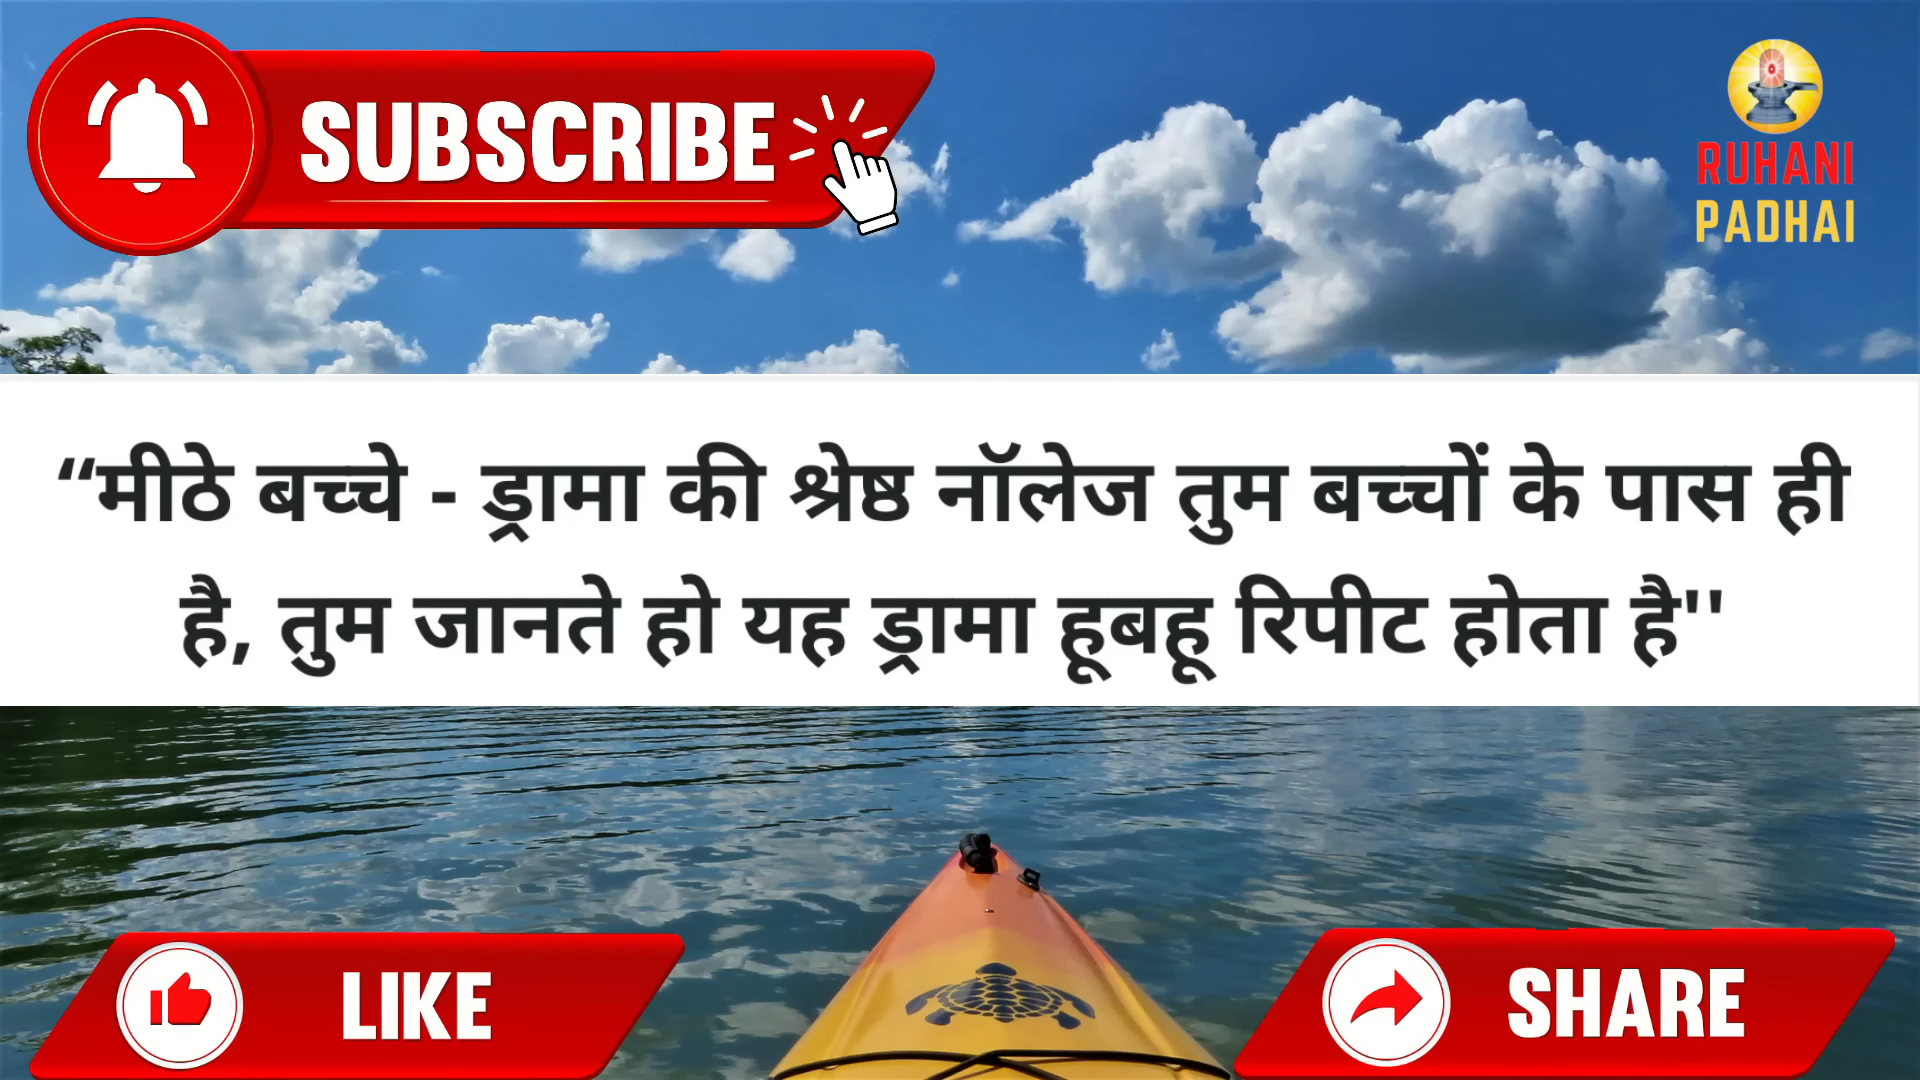 SUBSCRIBE
RUHANI
PADHAI
“मीठे बच्चे - ड्रामा की श्रेष्ठ नॉलेज तुम बच्चों के पास ही
है, तुम जानते हो यह ड्रामा हूबहू रिपीट होता है''
LIKE
SHARE